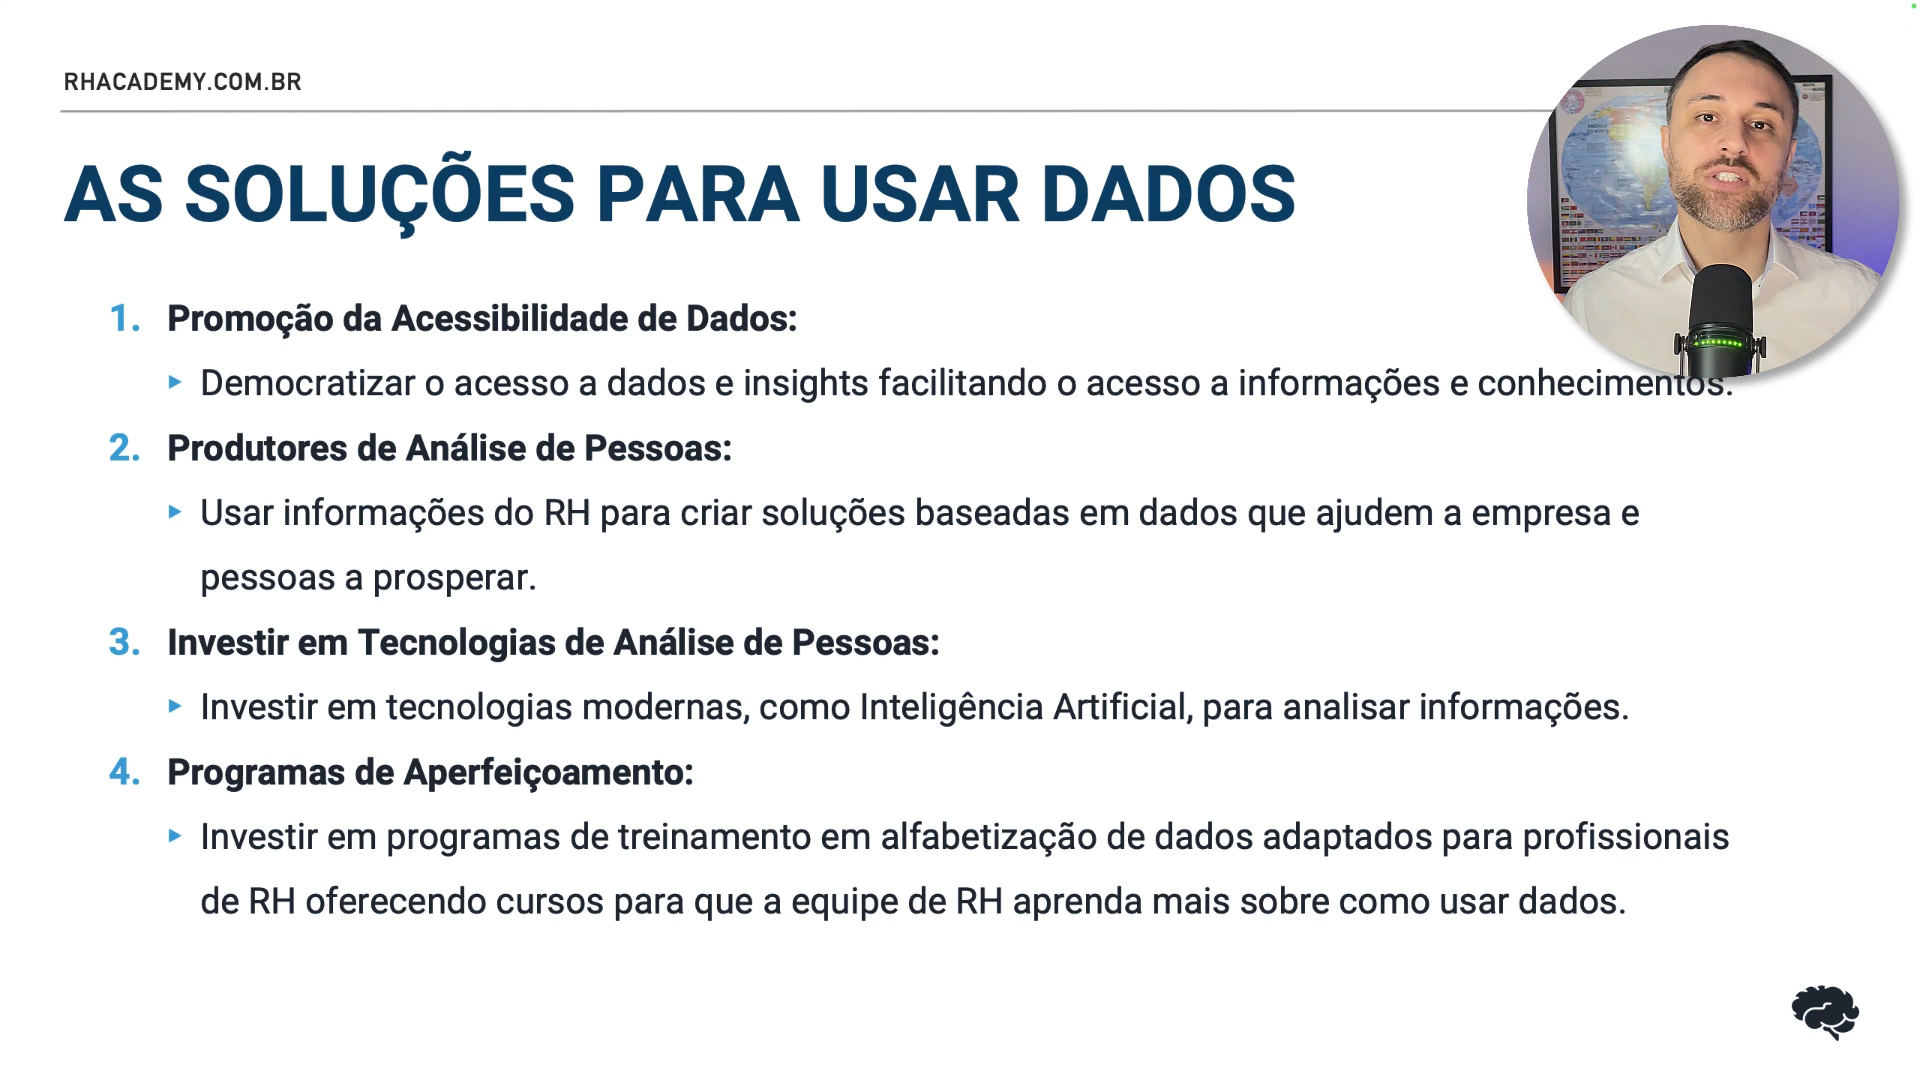 RHACADEMY.COM.BR
AS SOLUÇÕES PARA USAR DADOS
1. Promoção da Acessibilidade de Dados:
▸ Democratizar o acesso a dados e insights facilitando o acesso a informações e conhecimentos.
2. Produtores de Análise de Pessoas:
▸ Usar informações do RH para criar soluções baseadas em dados que ajudem a empresa e
pessoas a prosperar.
3. Investir em Tecnologias de Análise de Pessoas:
▸ Investir em tecnologias modernas, como Inteligência Artificial, para analisar informações.
4. Programas de Aperfeiçoamento:
▸ Investir em programas de treinamento em alfabetização de dados adaptados para profissionais
de RH oferecendo cursos para que a equipe de RH aprenda mais sobre como usar dados.